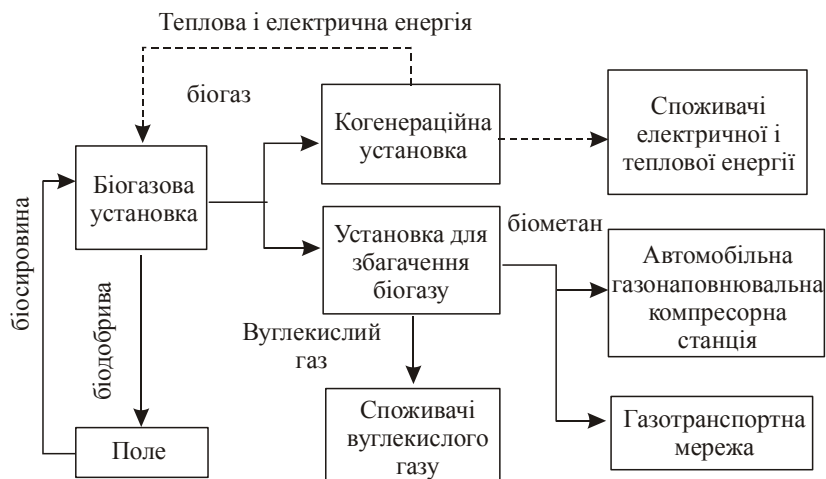 Теплова і електрична енергія
біогаз
Когенераційна
установка
Споживачі
електричної і
теплової енергії
Біогазова
установка
Установка для
збагачення
біогазу
біометан
Автомобільна
газонаповнювальна
компресорна
станція
біосировина
біодобрива
Вуглекислий
газ
Споживачі
вуглекислого
газу
Поле
Газотранспортна
мережа